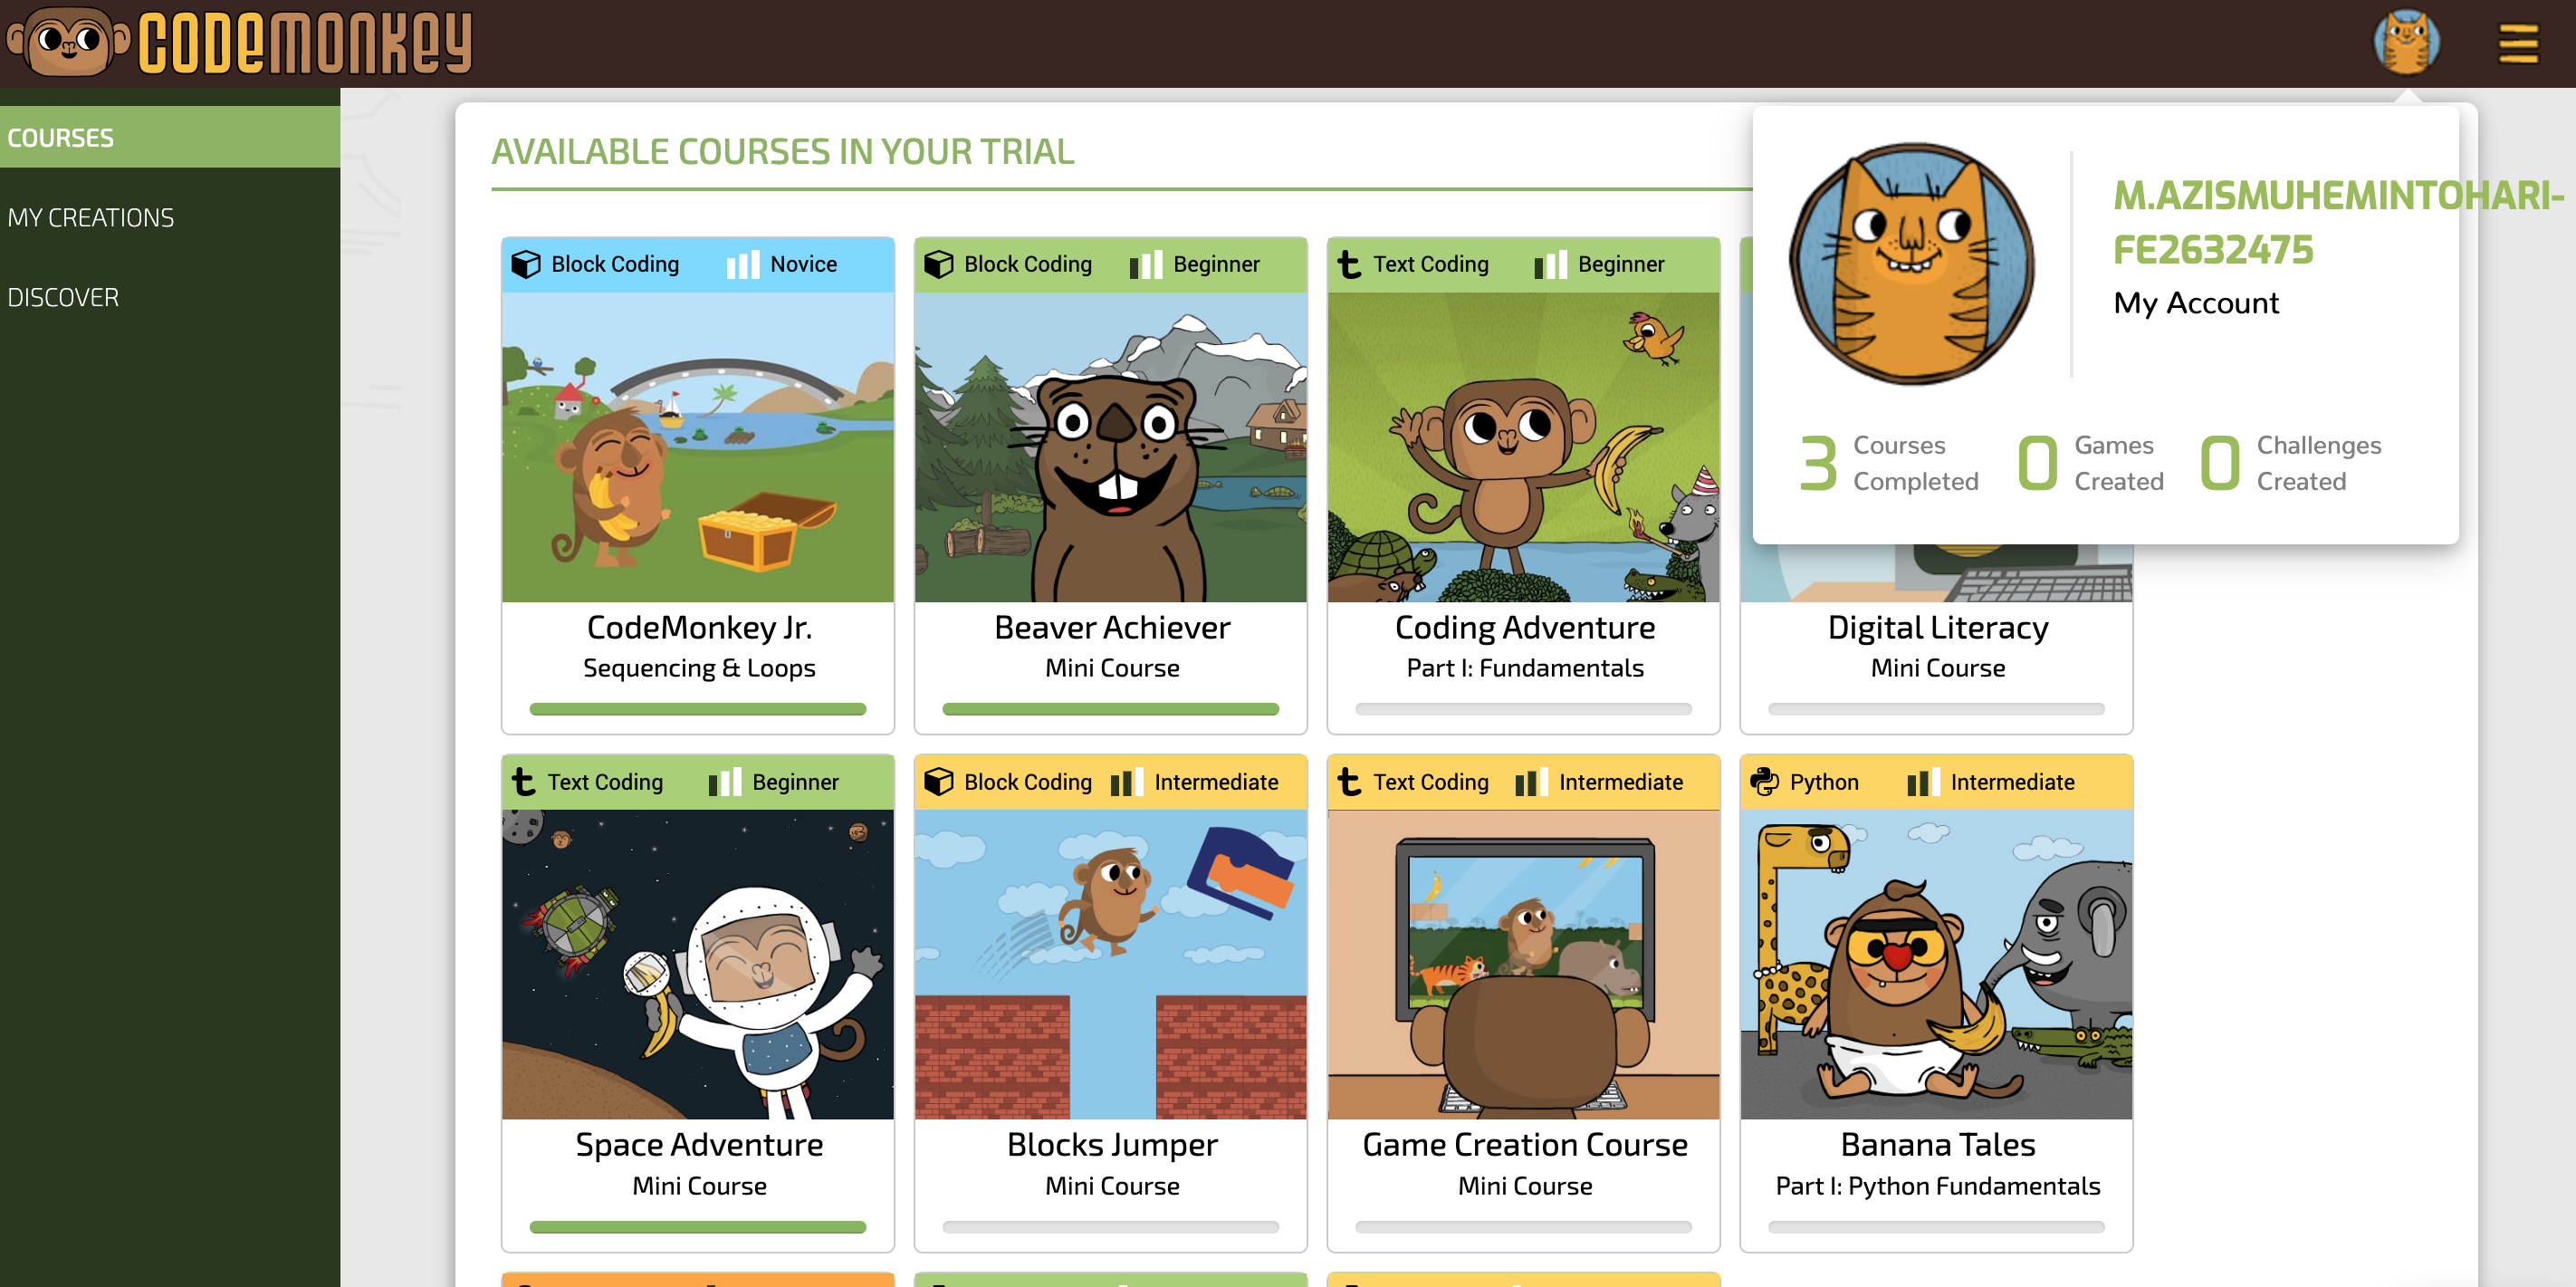 CODEMONKEY
COURSES
MY CREATIONS
DISCOVER
AVAILABLE COURSES IN YOUR TRIAL
M.AZISMUHEMINTOHARI-
FE2632475
My Account
3 Courses Completed
0 Games Created
0 Challenges Created
Block Coding Novice
CodeMonkey Jr.
Sequencing & Loops
Block Coding Beginner
Beaver Achiever
Mini Course
Text Coding Beginner
Coding Adventure
Part I: Fundamentals
Digital Literacy
Mini Course
Text Coding Beginner
Space Adventure
Mini Course
Block Coding Intermediate
Blocks Jumper
Mini Course
Text Coding Intermediate
Game Creation Course
Mini Course
Python Intermediate
Banana Tales
Part I: Python Fundamentals